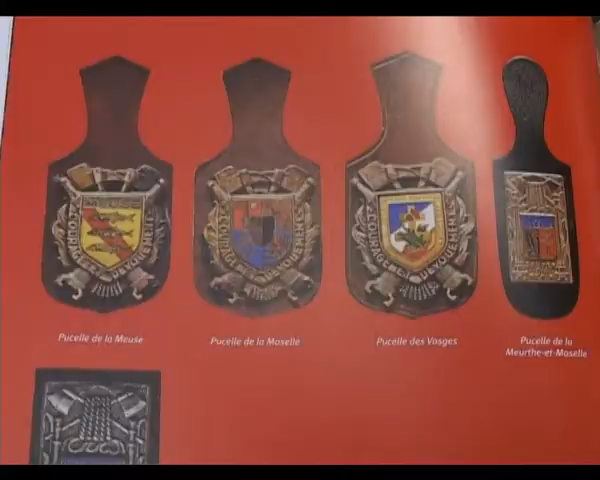 COURAGE ET DEVOUEMENT
COURAGE ET DEVOUEMENT
COURAGE ET DEVOUEMENT
Pucelle de la Meuse
Pucelle de la Moselle
Pucelle des Vosges
Pucelle de la
Meurthe-et-Moselle